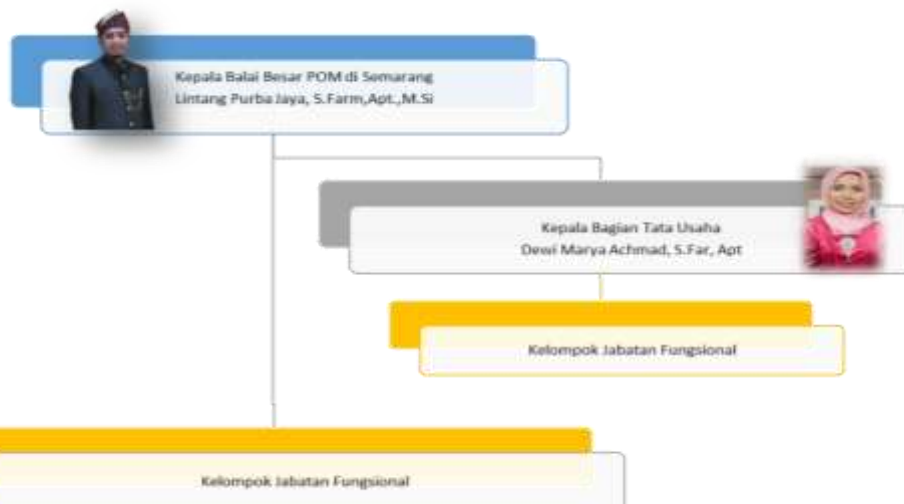 Kepala Balai Besar POM di Semarang
Lintang Purba Jaya, S.Farm,Apt.,M.Si
Kepala Bagian Tata Usaha
Dewi Marya Achmad, S.Far, Apt
Kelompok Jabatan Fungsional
Kelompok Jabatan Fungsional